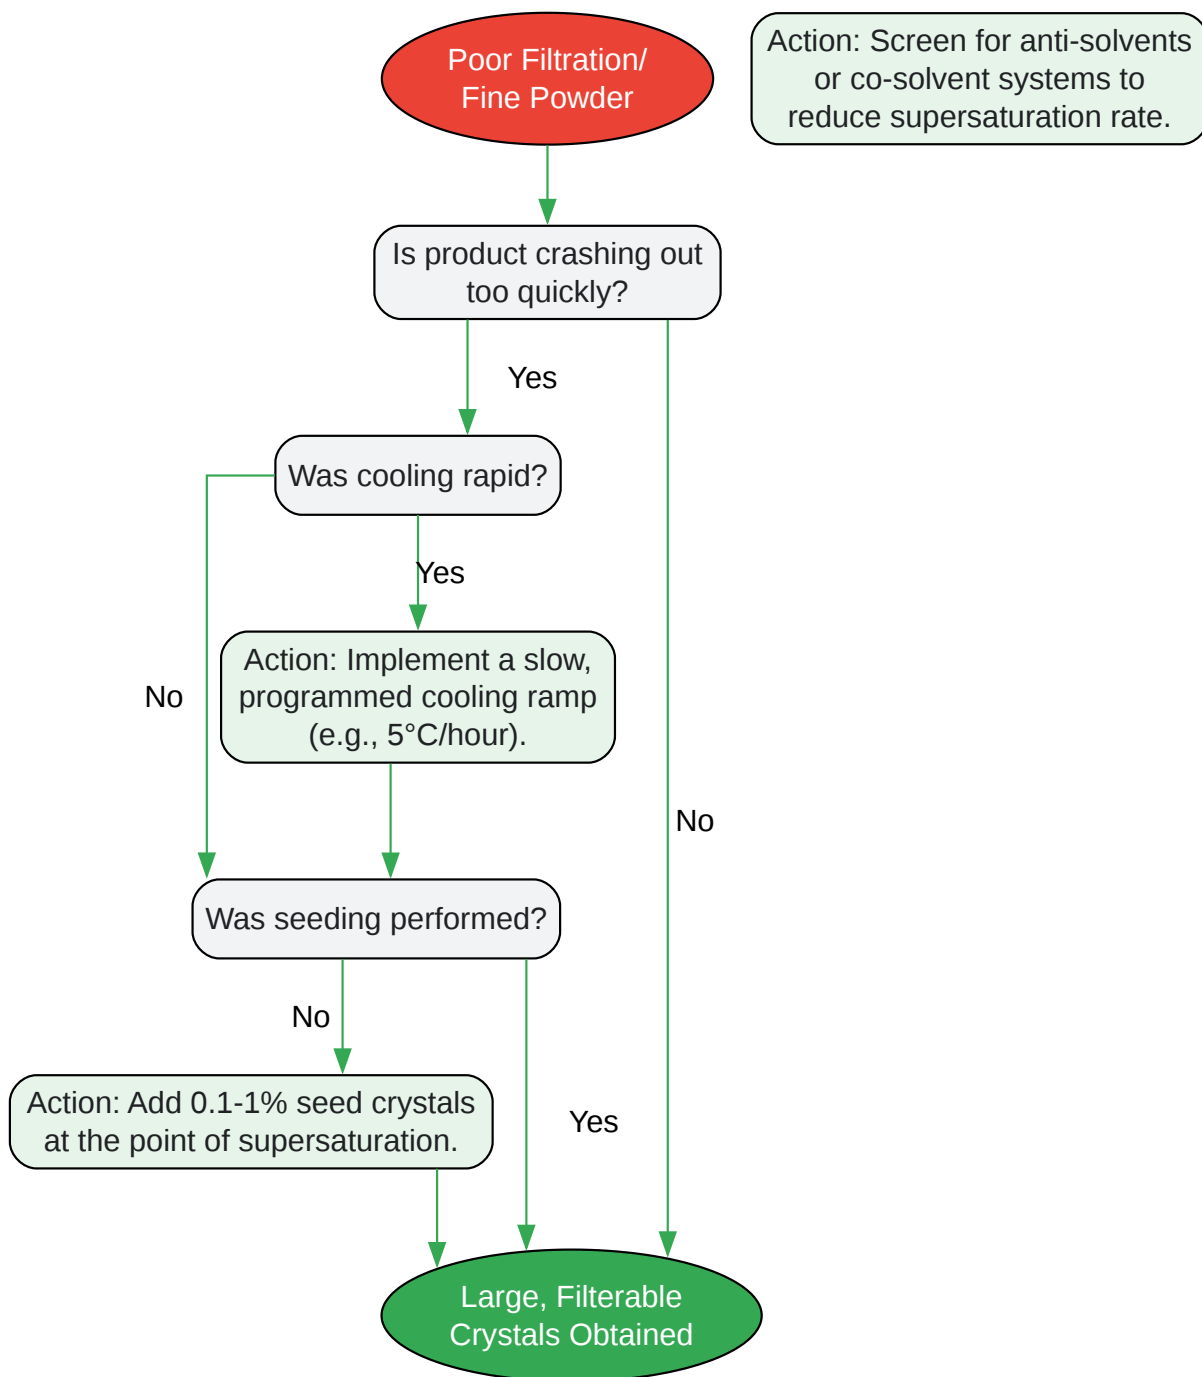 Poor Filtration/
Fine Powder
Action: Screen for anti-solvents
or co-solvent systems to
reduce supersaturation rate.
Is product crashing out
too quickly?
Yes
Was cooling rapid?
Yes
Action: Implement a slow,
programmed cooling ramp
(e.g., 5°C/hour).
No
No
Was seeding performed?
No
Action: Add 0.1-1% seed crystals
at the point of supersaturation.
Yes
Large, Filterable
Crystals Obtained